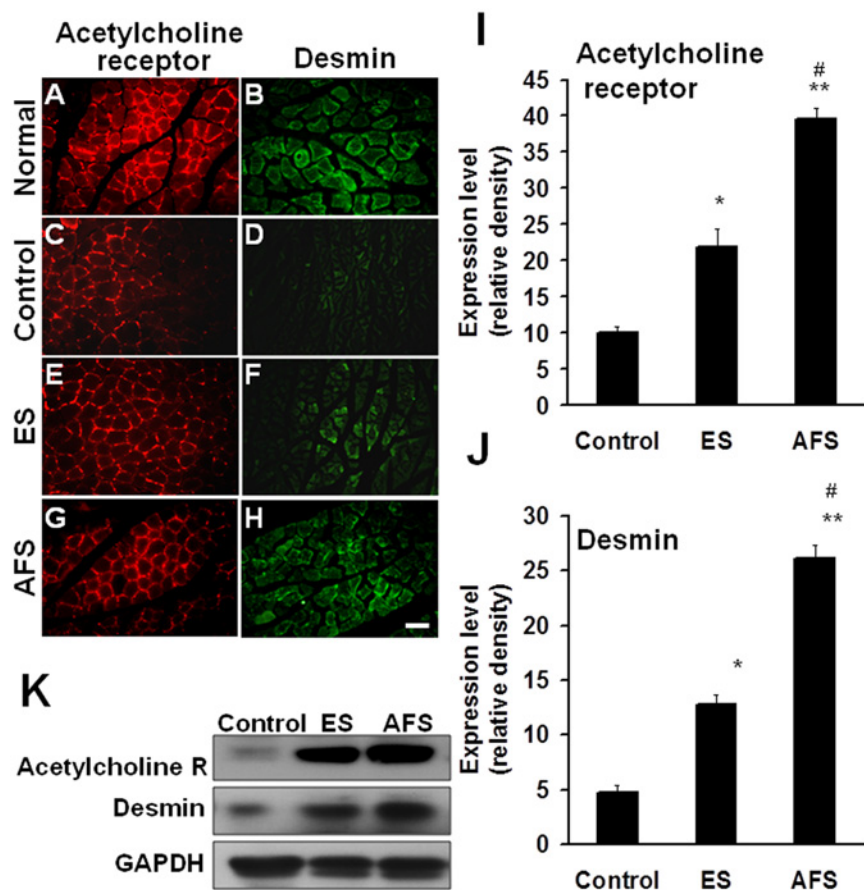 Acetylcholine
receptor
Desmin
Normal
A
B
Control
C
D
ES
E
F
AFS
G
H
I
Acetylcholine
receptor
Expression level
(relative density)
45
40
35
30
25
20
15
10
5
0
*
#
**
Control ES AFS
J
Desmin
Expression level
(relative density)
30
25
20
15
10
5
0
*
#
**
Control ES AFS
K
Control ES AFS
Acetylcholine R
Desmin
GAPDH